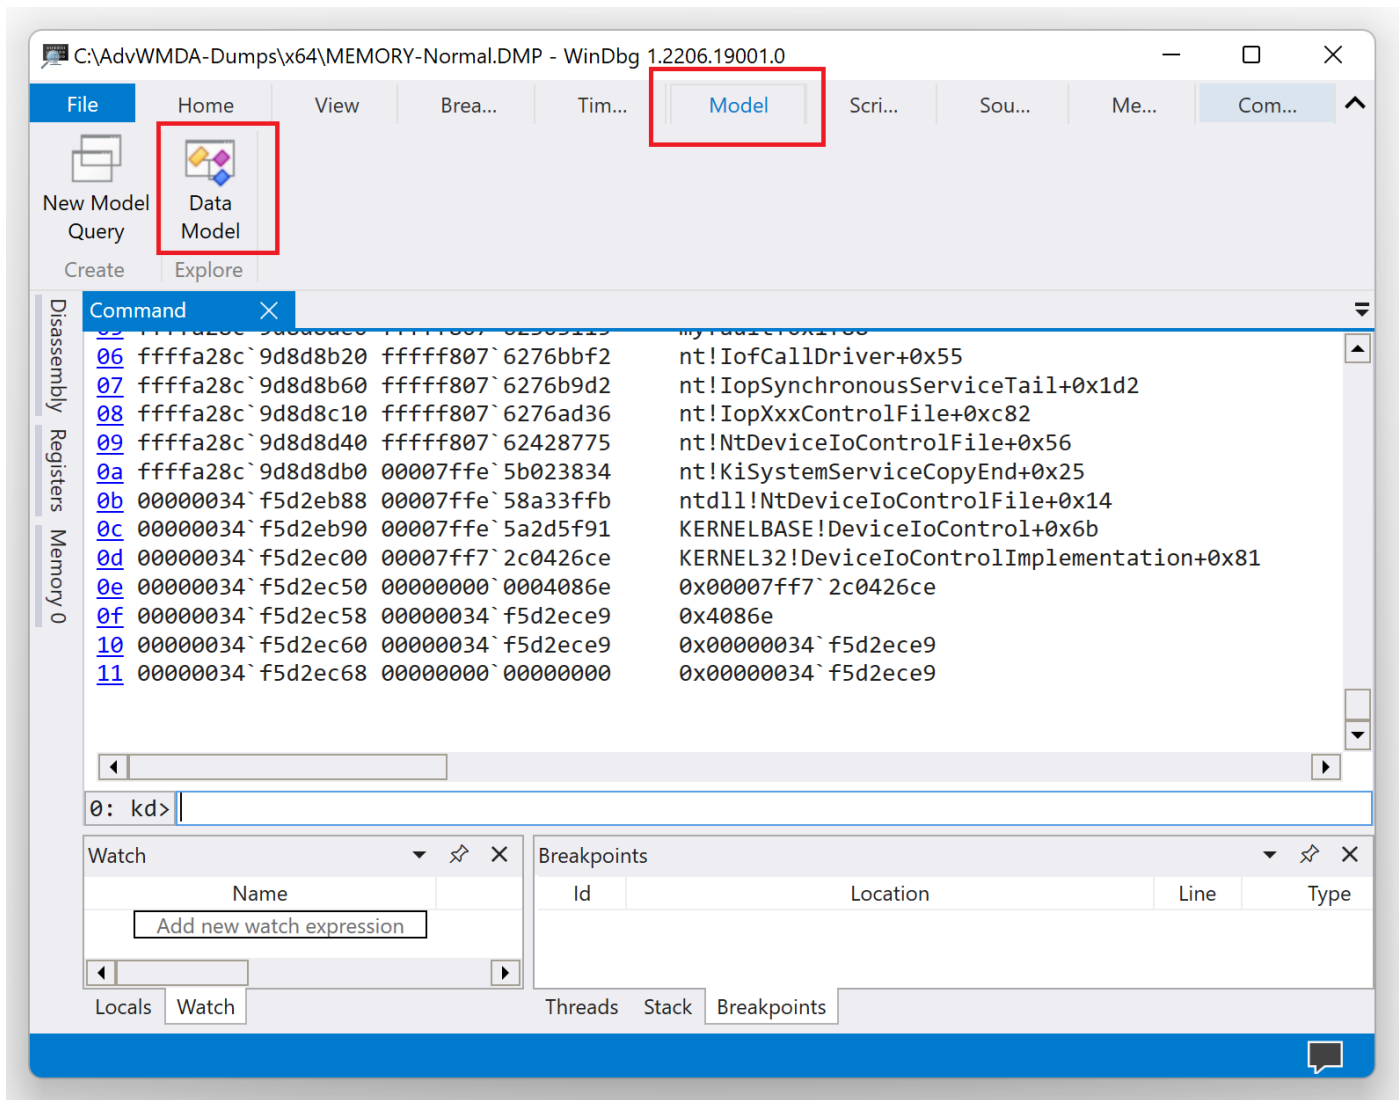 C:\AdvWMDA-Dumps\x64\MEMORY-Normal.DMP - WinDbg 1.2206.19001.0
File Home View Brea... Tim... Model Scri... Sou... Me... Com...
New Model Query
Data Model
Create Explore
Disassembly
Registers
Memory 0
Command
06 ffffa28c`9d8d8b20 fffff807`6276bbf2 nt!IofCallDriver+0x55
07 ffffa28c`9d8d8b60 fffff807`6276b9d2 nt!IopSynchronousServiceTail+0x1d2
08 ffffa28c`9d8d8c10 fffff807`6276ad36 nt!IopXxxControlFile+0xc82
09 ffffa28c`9d8d8d40 fffff807`62428775 nt!NtDeviceIoControlFile+0x56
0a ffffa28c`9d8d8db0 00007ffe`5b023834 nt!KiSystemServiceCopyEnd+0x25
0b 00000034`f5d2eb88 00007ffe`58a33ffb ntdll!NtDeviceIoControlFile+0x14
0c 00000034`f5d2eb90 00007ffe`5a2d5f91 KERNELBASE!DeviceIoControl+0x6b
0d 00000034`f5d2ec00 00007ff7`2c0426ce KERNEL32!DeviceIoControlImplementation+0x81
0e 00000034`f5d2ec50 00000000`0004086e 0x00007ff7`2c0426ce
0f 00000034`f5d2ec58 00000034`f5d2ece9 0x4086e
10 00000034`f5d2ec60 00000034`f5d2ece9 0x00000034`f5d2ece9
11 00000034`f5d2ec68 00000000`00000000 0x00000034`f5d2ece9
0: kd>
Watch
Name
Add new watch expression
Locals Watch
Breakpoints
Id Location Line Type
Threads Stack Breakpoints